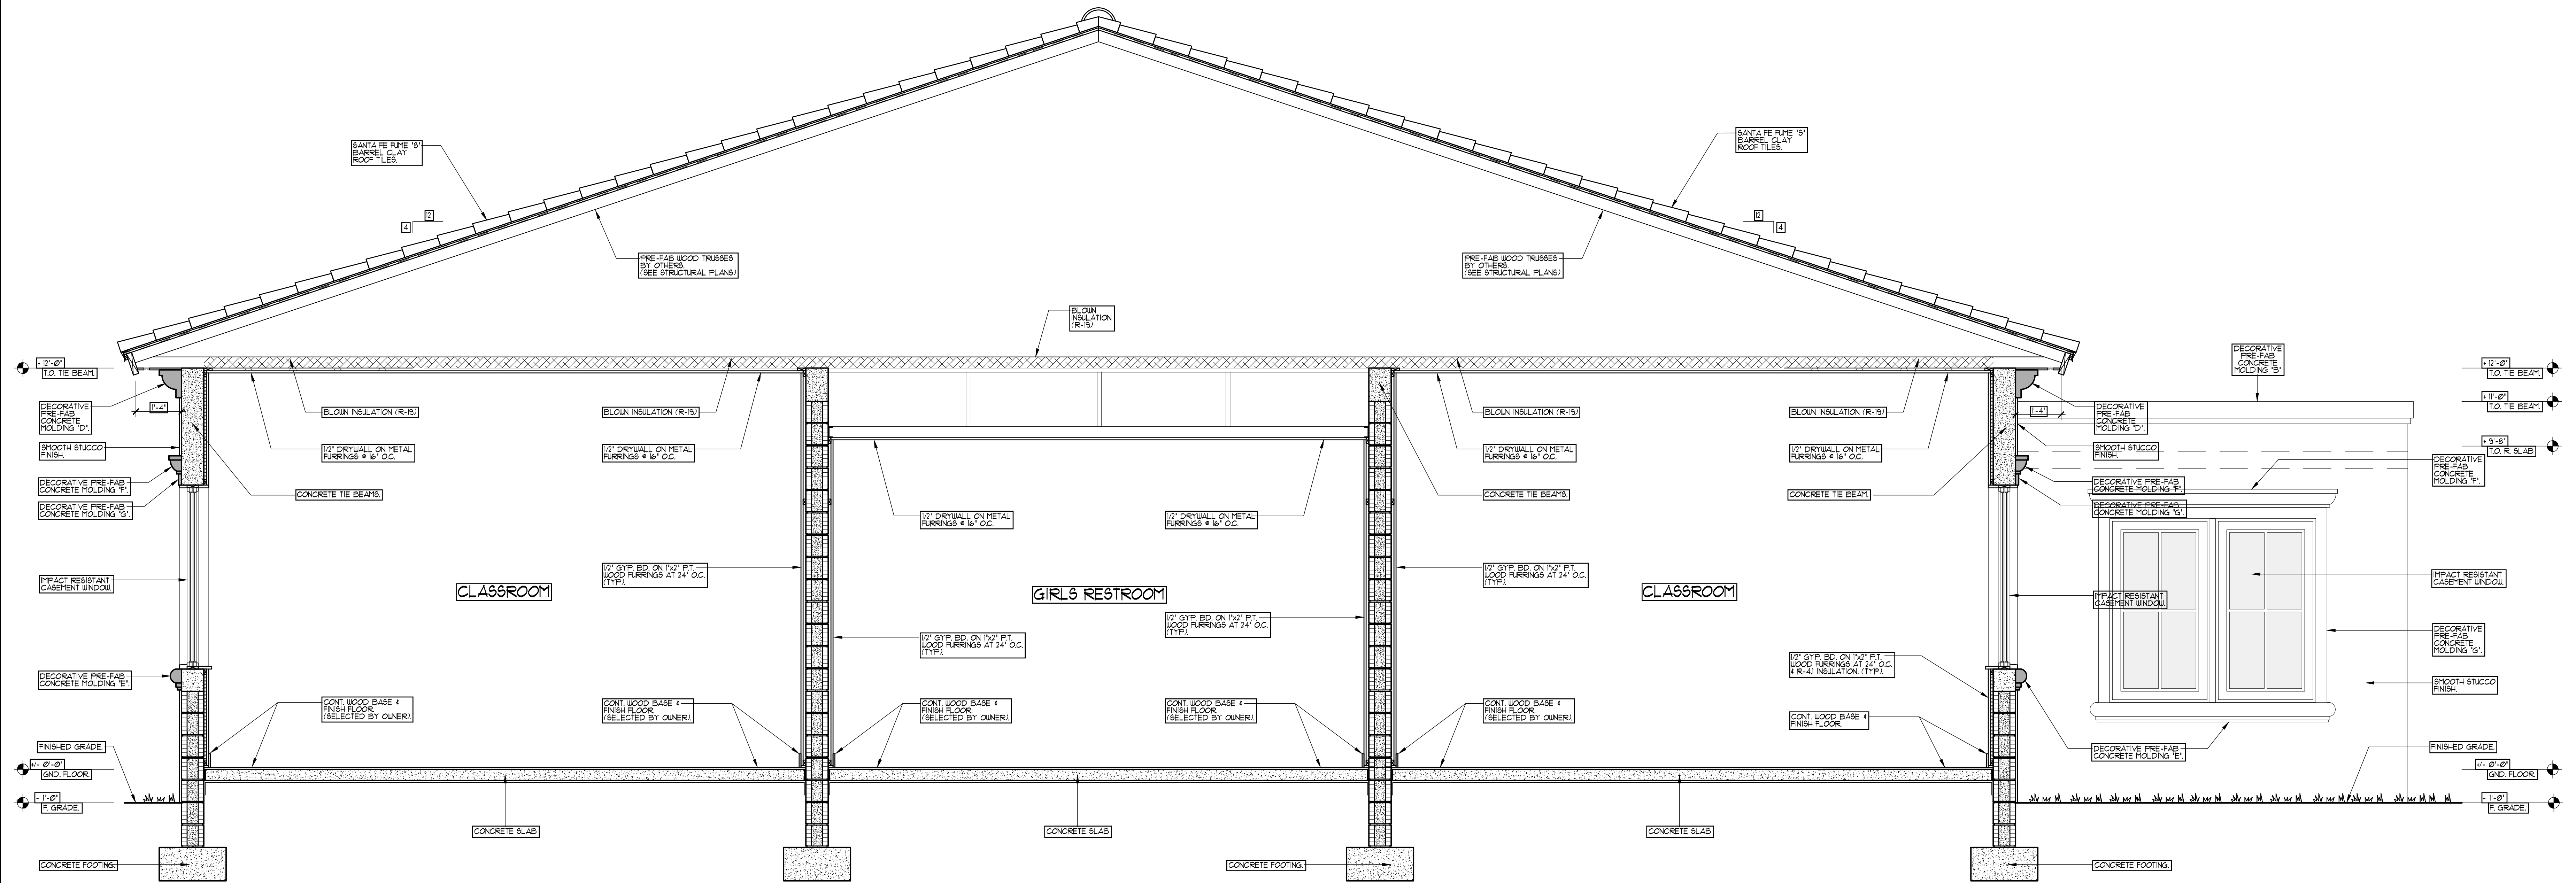 SANTA FE FUME "S"
BARREL CLAY
ROOF TILES.
SANTA FE FUME "S"
BARREL CLAY
ROOF TILES.
12
4
12
4
PRE-FAB WOOD TRUSSES
BY OTHERS.
(SEE STRUCTURAL PLANS)
PRE-FAB WOOD TRUSSES
BY OTHERS.
(SEE STRUCTURAL PLANS)
BLOWN
INSULATION
(R-19)
+ 12'-0"
T.O. TIE BEAM.
DECORATIVE
PRE-FAB
CONCRETE
MOLDING "D".
1'-4"
SMOOTH STUCCO
FINISH.
DECORATIVE PRE-FAB
CONCRETE MOLDING "F".
DECORATIVE PRE-FAB
CONCRETE MOLDING "G".
IMPACT RESISTANT
CASEMENT WINDOW.
DECORATIVE PRE-FAB
CONCRETE MOLDING "E".
FINISHED GRADE.
+/- 0'-0"
GND. FLOOR.
- 1'-0"
F. GRADE.
CONCRETE FOOTING.
BLOWN INSULATION (R-19)
1/2" DRYWALL ON METAL
FURRINGS @ 16" O.C.
CONCRETE TIE BEAMS.
BLOWN INSULATION (R-19)
1/2" DRYWALL ON METAL
FURRINGS @ 16" O.C.
CLASSROOM
1/2" GYP. BD. ON 1"x2" P.T.
WOOD FURRINGS AT 24" O.C.
(TYP).
CONT. WOOD BASE &
FINISH FLOOR
(SELECTED BY OWNER).
CONT. WOOD BASE &
FINISH FLOOR
(SELECTED BY OWNER).
CONCRETE SLAB
1/2" DRYWALL ON METAL
FURRINGS @ 16" O.C.
1/2" DRYWALL ON METAL
FURRINGS @ 16" O.C.
GIRLS RESTROOM
1/2" GYP. BD. ON 1"x2" P.T.
WOOD FURRINGS AT 24" O.C.
(TYP).
1/2" GYP. BD. ON 1"x2" P.T.
WOOD FURRINGS AT 24" O.C.
(TYP).
CONT. WOOD BASE &
FINISH FLOOR
(SELECTED BY OWNER).
CONT. WOOD BASE &
FINISH FLOOR
(SELECTED BY OWNER).
CONCRETE SLAB
CONCRETE FOOTING.
BLOWN INSULATION (R-19)
1/2" DRYWALL ON METAL
FURRINGS @ 16" O.C.
CONCRETE TIE BEAMS.
BLOWN INSULATION (R-19)
1/2" DRYWALL ON METAL
FURRINGS @ 16" O.C.
CONCRETE TIE BEAM.
1/2" GYP. BD. ON 1"x2" P.T.
WOOD FURRINGS AT 24" O.C.
(TYP).
CLASSROOM
1/2" GYP. BD. ON 1"x2" P.T.
WOOD FURRINGS AT 24" O.C.
& R-4.1 INSULATION. (TYP).
CONT. WOOD BASE &
FINISH FLOOR
(SELECTED BY OWNER).
CONT. WOOD BASE &
FINISH FLOOR.
CONCRETE SLAB
DECORATIVE
PRE-FAB
CONCRETE
MOLDING "B"
1'-4"
DECORATIVE
PRE-FAB
CONCRETE
MOLDING "D".
SMOOTH STUCCO
FINISH.
DECORATIVE PRE-FAB
CONCRETE MOLDING "F".
DECORATIVE PRE-FAB
CONCRETE MOLDING "G".
IMPACT RESISTANT
CASEMENT WINDOW.
DECORATIVE PRE-FAB
CONCRETE MOLDING "E".
CONCRETE FOOTING.
+ 12'-0"
T.O. TIE BEAM.
+ 11'-0"
T.O. TIE BEAM.
+ 9'-8"
T.O. R. SLAB
DECORATIVE
PRE-FAB
CONCRETE
MOLDING "F".
IMPACT RESISTANT
CASEMENT WINDOW.
DECORATIVE
PRE-FAB
CONCRETE
MOLDING "G".
SMOOTH STUCCO
FINISH.
FINISHED GRADE.
+/- 0'-0"
GND. FLOOR.
- 1'-0"
F. GRADE.